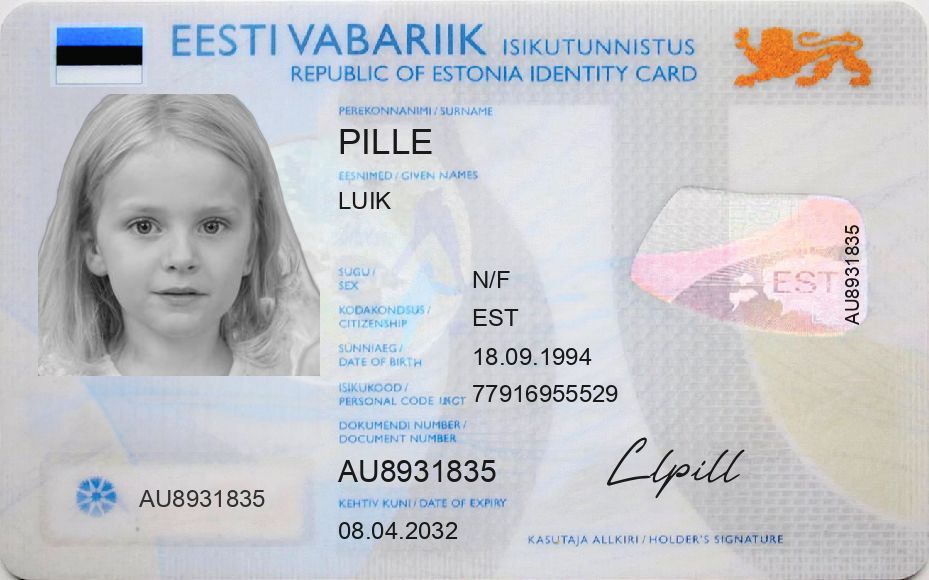 EESTI VABARIIK ISIKUTUNNISTUS
REPUBLIC OF ESTONIA IDENTITY CARD
PEREKONNANIMI / SURNAME
PILLE
EESNIMED / GIVEN NAMES
LUIK
SUGU /
SEX
N/F
KODAKONDSUS /
CITIZENSHIP
EST
SÜNNIAEG /
DATE OF BIRTH
18.09.1994
ISIKUKOOD /
PERSONAL CODE
77916955529
DOKUMENDI NUMBER /
DOCUMENT NUMBER
AU8931835
KEHTIV KUNI / DATE OF EXPIRY
08.04.2032
AU8931835
EST
AU8931835
KASUTAJA ALLKIRI / HOLDER'S SIGNATURE